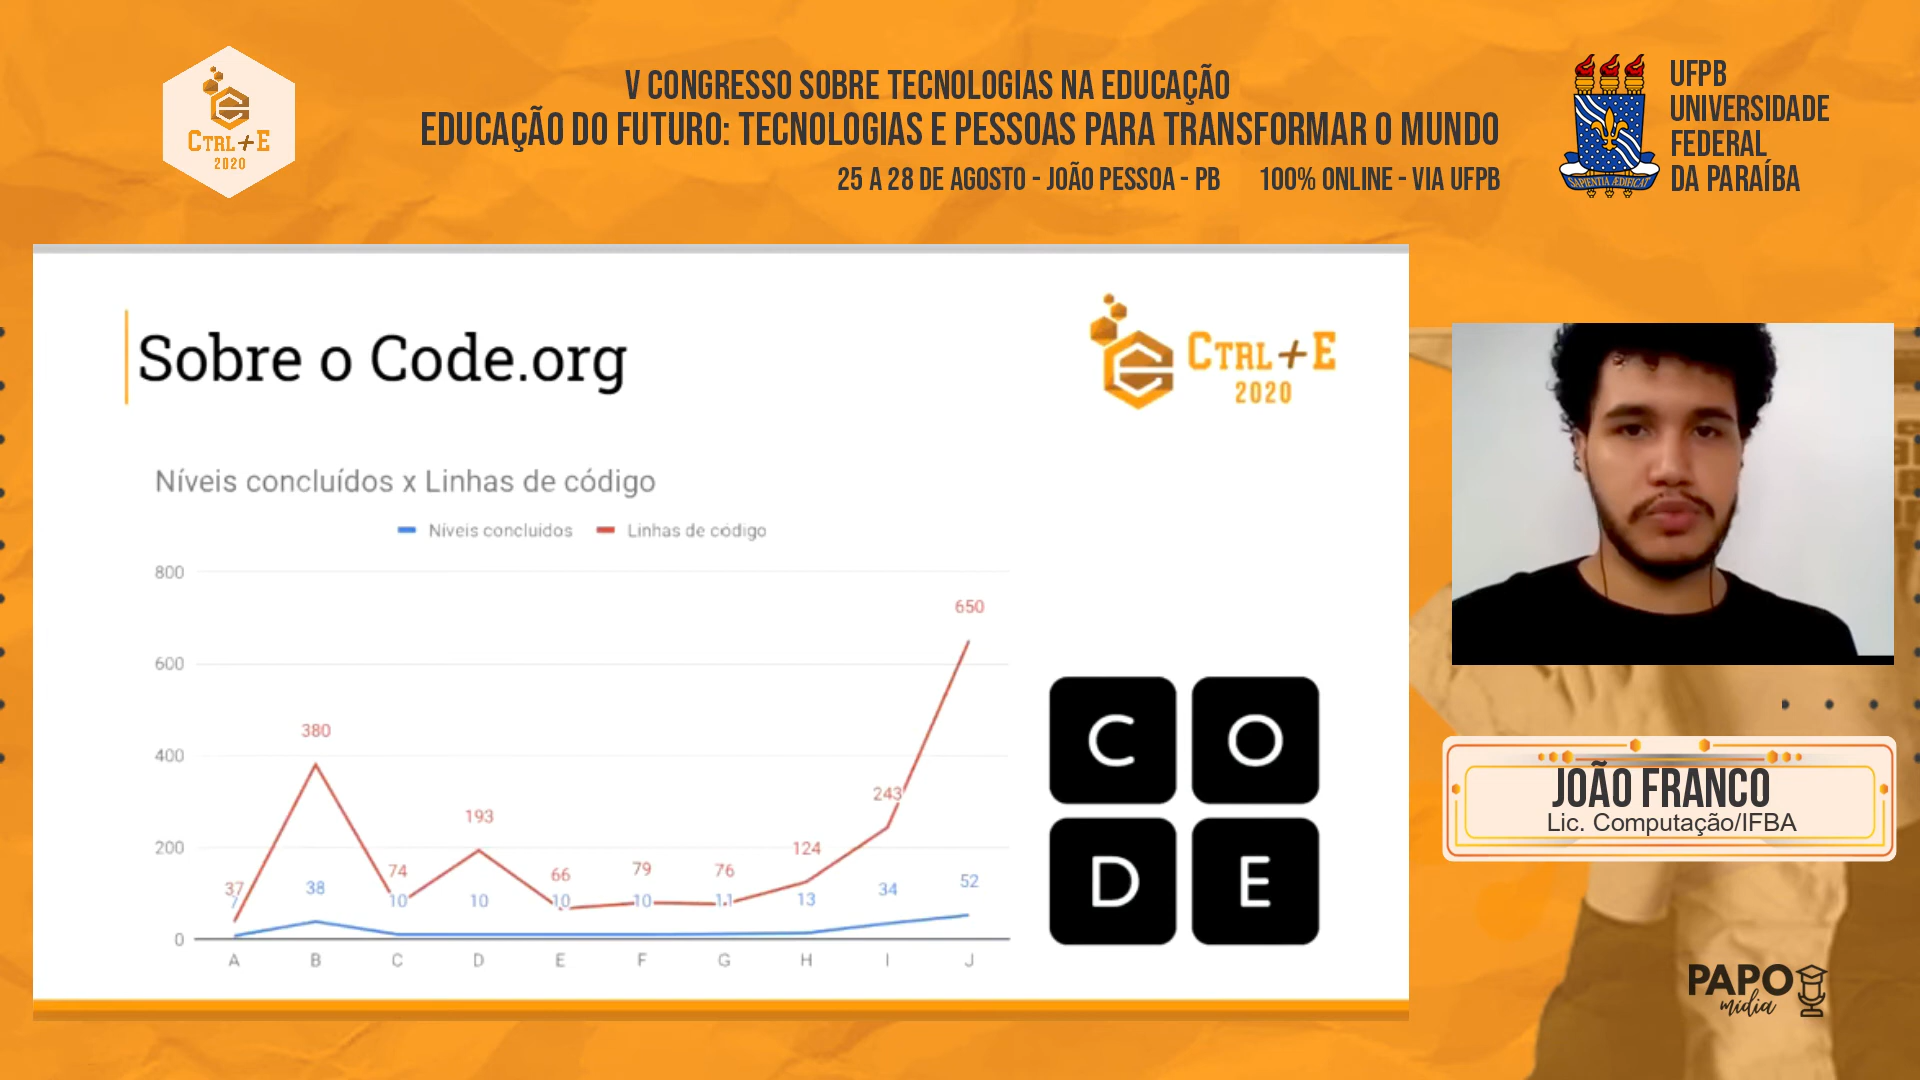 CTRL+E
2020
V CONGRESSO SOBRE TECNOLOGIAS NA EDUCAÇÃO
EDUCAÇÃO DO FUTURO: TECNOLOGIAS E PESSOAS PARA TRANSFORMAR O MUNDO
25 A 28 DE AGOSTO - JOÃO PESSOA - PB 100% ONLINE - VIA UFPB
SAPIENTIA ÆDIFICAT
UFPB
UNIVERSIDADE
FEDERAL
DA PARAÍBA
Sobre o Code.org
CTRL+E
2020
Níveis concluídos x Linhas de código
Níveis concluidos Linhas de código
800
600
400
200
0
37 380 74 193 66 79 76 124 243 650
7 38 10 10 10 10 11 13 34 52
A B C D E F G H I J
C O
D E
JOÃO FRANCO
Lic. Computação/IFBA
PAPO
mídia